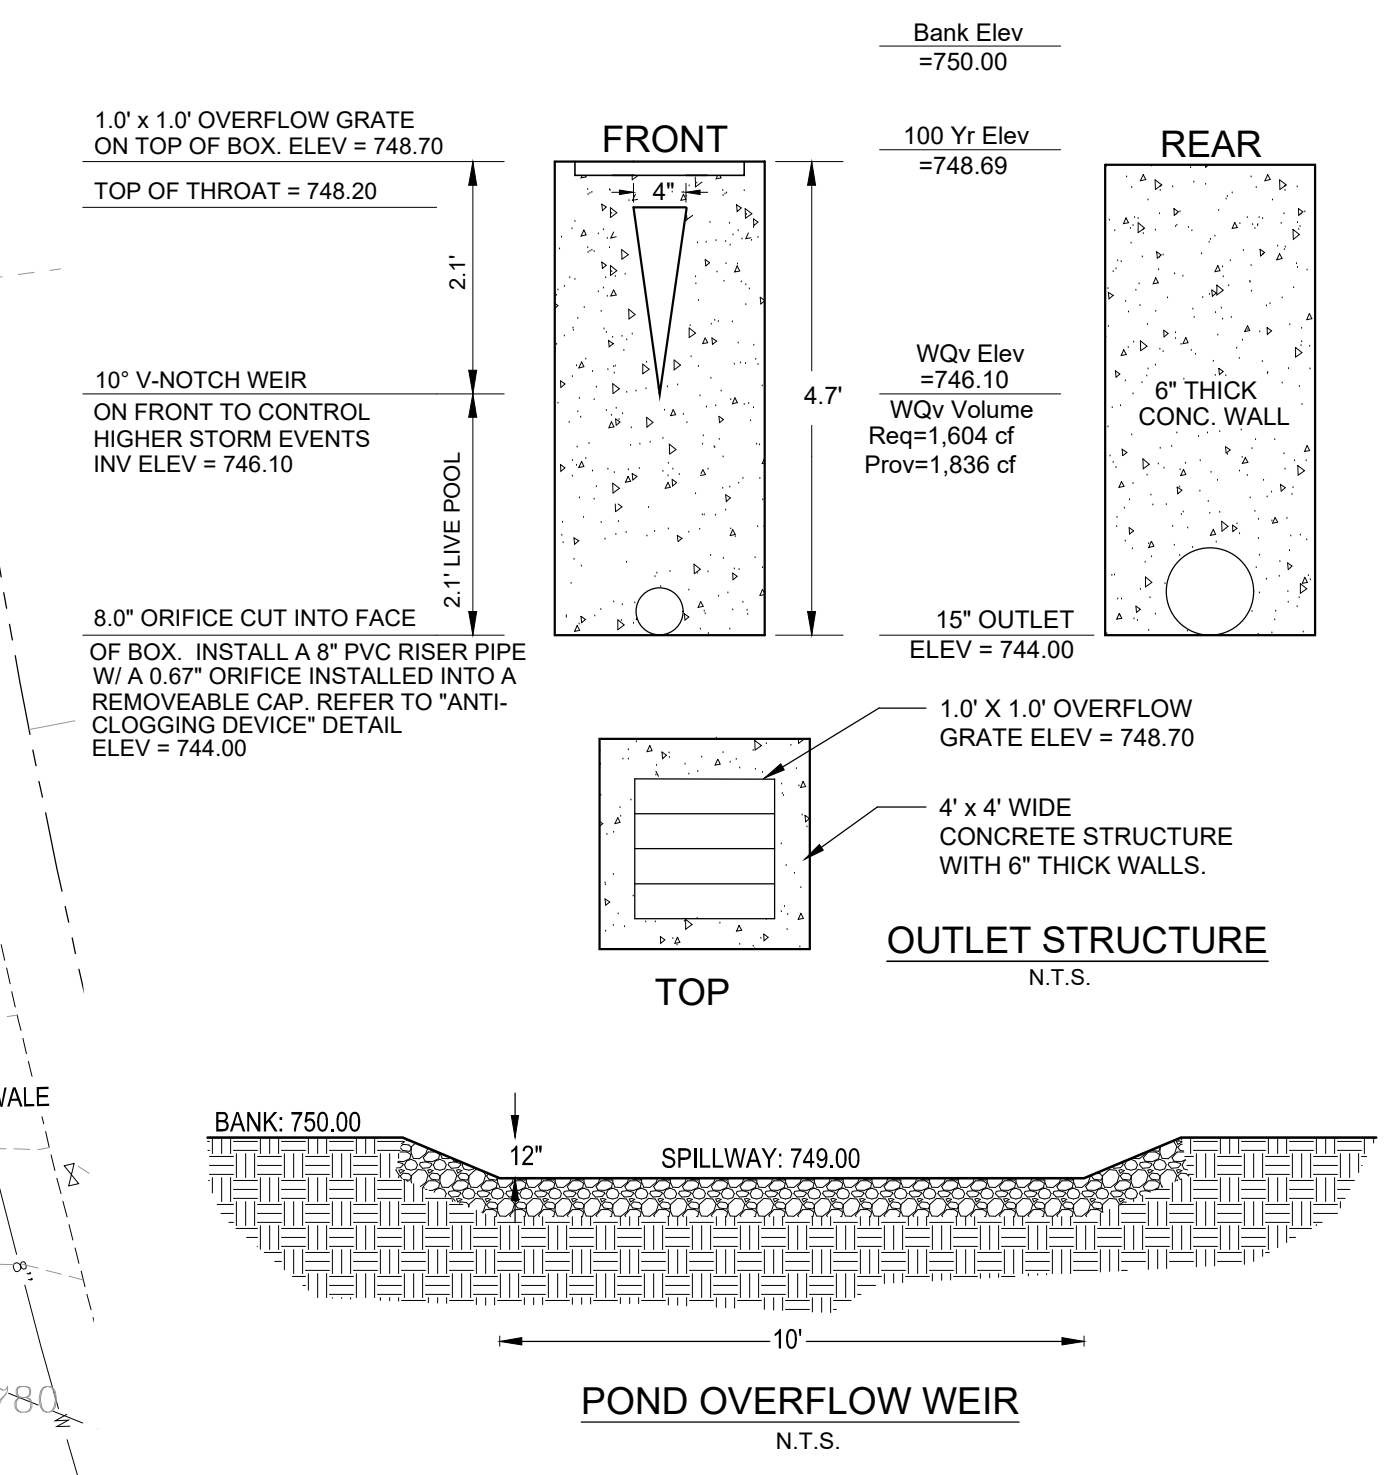 Bank Elev
=750.00
1.0' x 1.0' OVERFLOW GRATE
ON TOP OF BOX. ELEV = 748.70
TOP OF THROAT = 748.20
FRONT
4"
100 Yr Elev
=748.69
REAR
2.1'
10° V-NOTCH WEIR
ON FRONT TO CONTROL
HIGHER STORM EVENTS
INV ELEV = 746.10
4.7'
WQv Elev
=746.10
WQv Volume
Req=1,604 cf
Prov=1,836 cf
6" THICK
CONC. WALL
2.1' LIVE POOL
8.0" ORIFICE CUT INTO FACE
OF BOX.  INSTALL A 8" PVC RISER PIPE
W/ A 0.67" ORIFICE INSTALLED INTO A
REMOVEABLE CAP. REFER TO "ANTI-
CLOGGING DEVICE" DETAIL
ELEV = 744.00
15" OUTLET
ELEV = 744.00
1.0' X 1.0' OVERFLOW
GRATE ELEV = 748.70
4' x 4' WIDE
CONCRETE STRUCTURE
WITH 6" THICK WALLS.
TOP
OUTLET STRUCTURE
N.T.S.
BANK: 750.00
12"
SPILLWAY: 749.00
10'
POND OVERFLOW WEIR
N.T.S.
8"
780
W